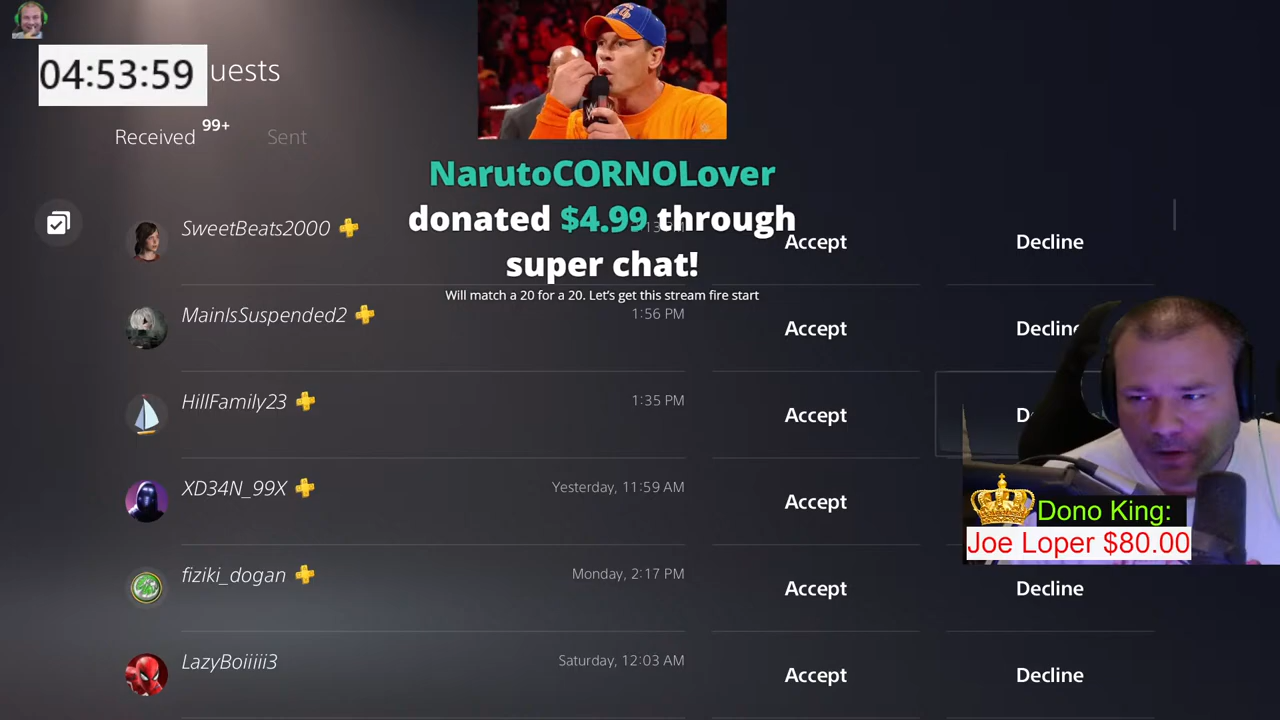 04:53:59 uests
Received 99+ Sent
NarutoCORNOLover
donated $4.99 through
super chat!
Will match a 20 for a 20. Let's get this stream fire start
SweetBeats2000
Accept Decline
MainIsSuspended2 1:56 PM Accept
HillFamily23 1:35 PM Accept
XD34N_99X Yesterday, 11:59 AM Accept
Dono King:
Joe Loper $80.00
fiziki_dogan Monday, 2:17 PM Accept Decline
LazyBoiiiii3 Saturday, 12:03 AM Accept Decline